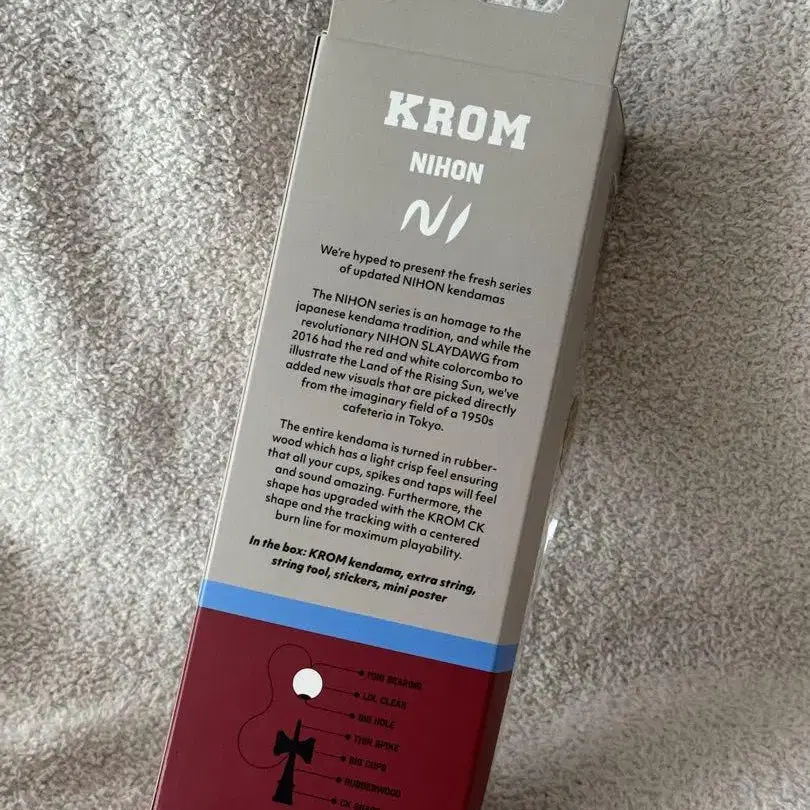 KROM
NIHON
We're hyped to present the fresh series
of updated NIHON kendamas
The NIHON series is an homage to the
japanese kendama tradition, and while the
revolutionary NIHON SLAYDAWG from
2016 had the red and white colorcombo to
illustrate the Land of the Rising Sun, we've
added new visuals that are picked directly
from the imaginary field of a 1950s
cafeteria in Tokyo.
The entire kendama is turned in rubber-
wood which has a light crisp feel ensuring
that all your cups, spikes and taps will feel
and sound amazing. Furthermore, the
shape has upgraded with the KROM CK
shape and the tracking with a centered
burn line for maximum playability.
In the box: KROM kendama, extra string,
string tool, stickers, mini poster
BEARING
LOL CLEAR
BIG HOLE
THIN SPIKE
BIG CUPS
RUBBERWOOD
CK